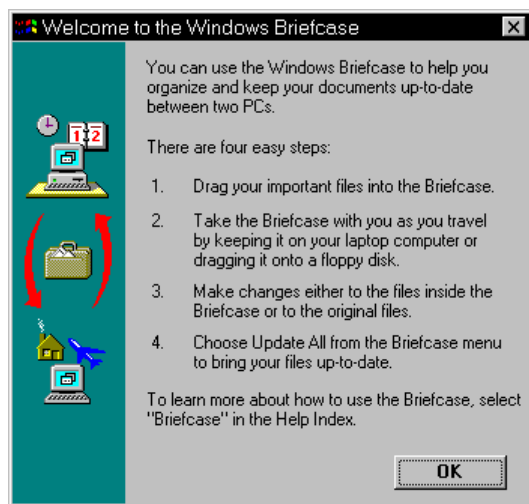 Welcome to the Windows Briefcase
You can use the Windows Briefcase to help you
organize and keep your documents up-to-date
between two PCs.
There are four easy steps:
1. Drag your important files into the Briefcase.
2. Take the Briefcase with you as you travel
by keeping it on your laptop computer or
dragging it onto a floppy disk.
3. Make changes either to the files inside the
Briefcase or to the original files.
4. Choose Update All from the Briefcase menu
to bring your files up-to-date.
To learn more about how to use the Briefcase, select
"Briefcase" in the Help Index.
OK
1 2